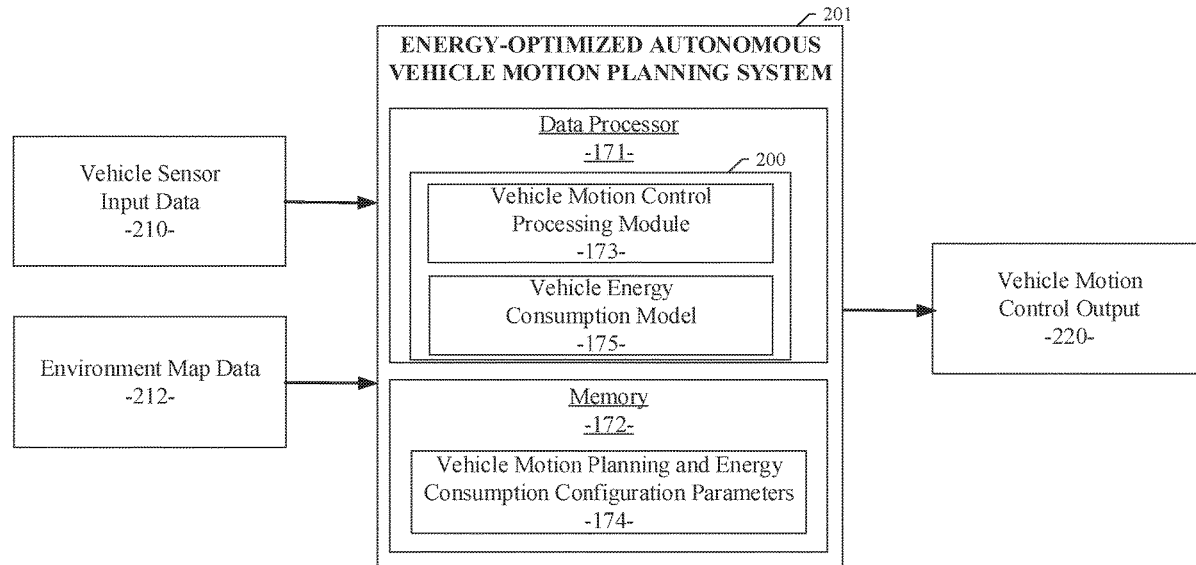 201
ENERGY-OPTIMIZED AUTONOMOUS
VEHICLE MOTION PLANNING SYSTEM
Vehicle Sensor
Input Data
-210-
Environment Map Data
-212-
Data Processor
-171-
200
Vehicle Motion Control
Processing Module
-173-
Vehicle Energy
Consumption Model
-175-
Memory
-172-
Vehicle Motion Planning and Energy
Consumption Configuration Parameters
-174-
Vehicle Motion
Control Output
-220-